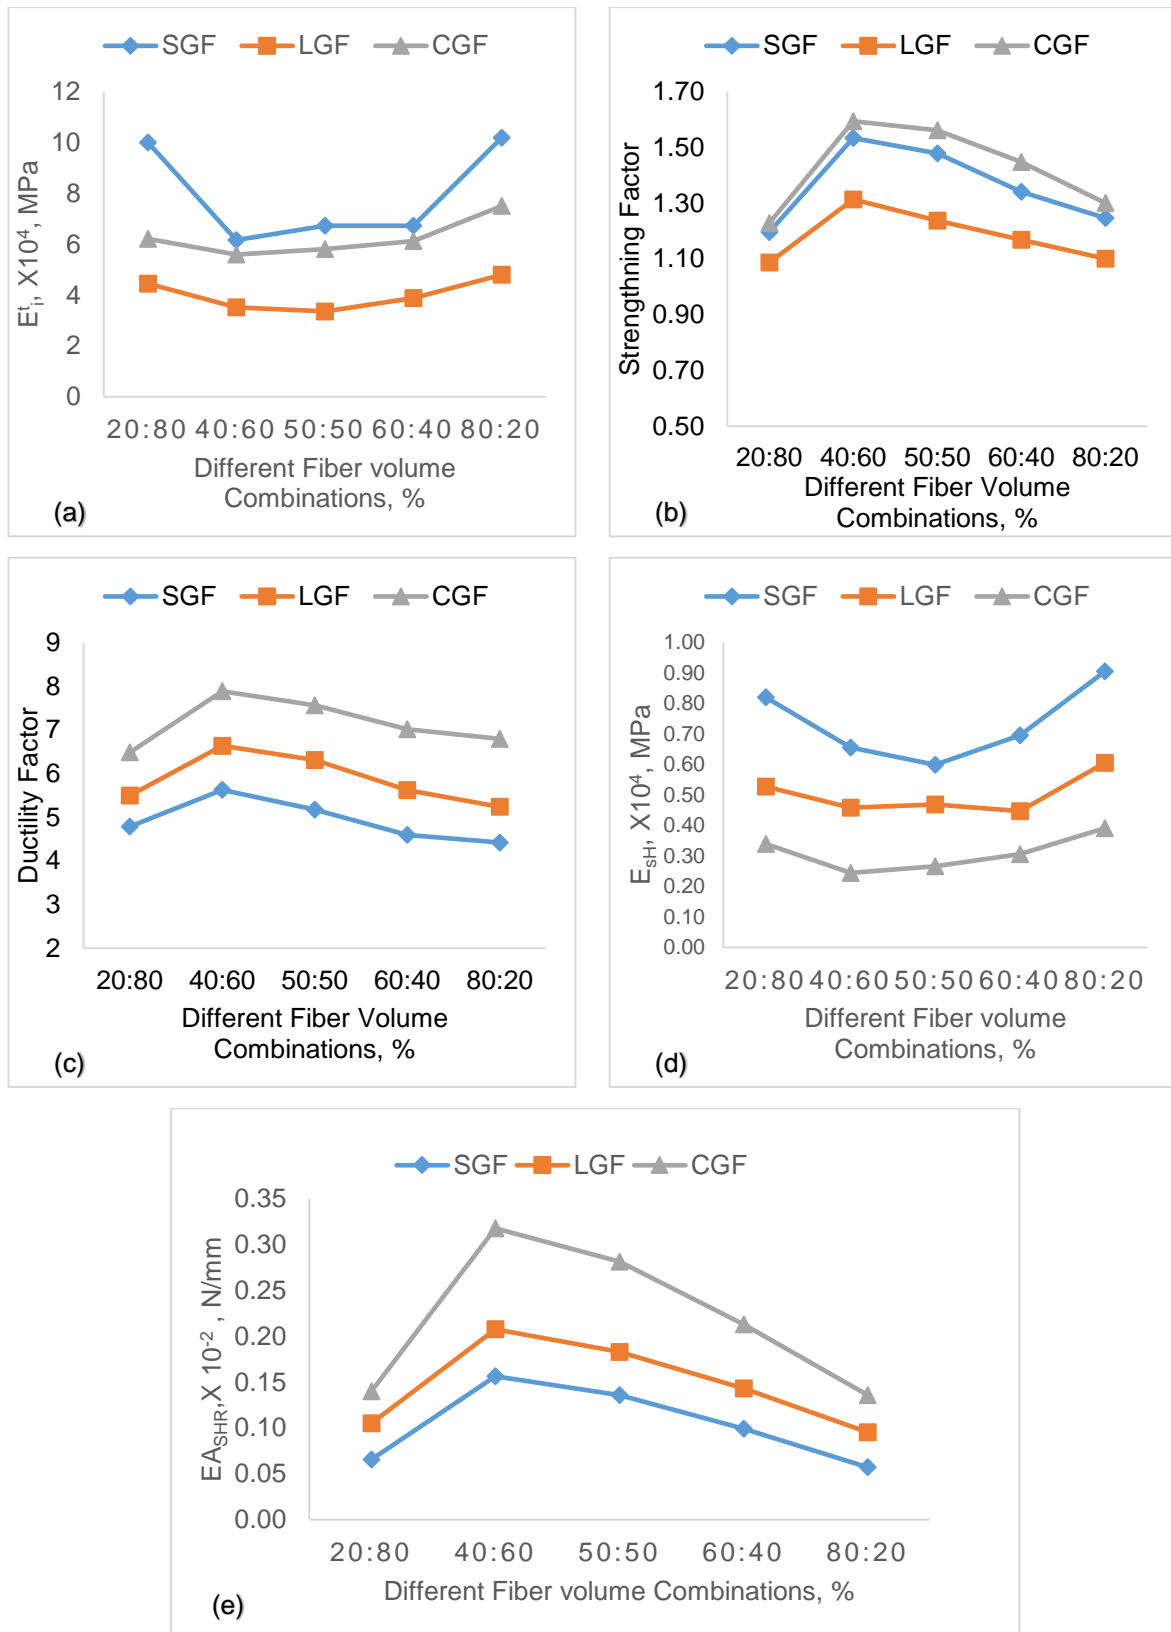 SGF LGF CGF
12
10
8
6
4
2
0
Eᵗᵢ, X10⁴, MPa
20:80 40:60 50:50 60:40 80:20
Different Fiber volume
Combinations, %
(a)
SGF LGF CGF
1.70
1.50
1.30
1.10
0.90
0.70
0.50
Strengthning Factor
20:80 40:60 50:50 60:40 80:20
Different Fiber Volume
Combinations, %
(b)
SGF LGF CGF
9
8
7
6
5
4
3
2
Ductility Factor
20:80 40:60 50:50 60:40 80:20
Different Fiber Volume
Combinations, %
(c)
SGF LGF CGF
1.00
0.90
0.80
0.70
0.60
0.50
0.40
0.30
0.20
0.10
0.00
EsH, X10⁴, MPa
20:80 40:60 50:50 60:40 80:20
Different Fiber volume
Combinations, %
(d)
SGF LGF CGF
0.35
0.30
0.25
0.20
0.15
0.10
0.05
0.00
EASHR,X 10⁻² , N/mm
20:80 40:60 50:50 60:40 80:20
Different Fiber volume Combinations, %
(e)